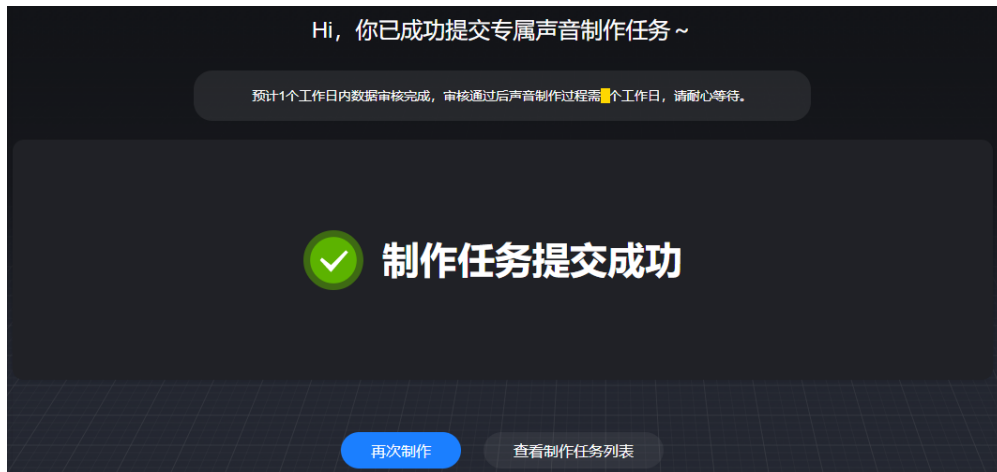 Hi，你已成功提交专属声音制作任务~
预计1个工作日内数据审核完成，审核通过后声音制作过程需 个工作日，请耐心等待。
制作任务提交成功
再次制作
查看制作任务列表